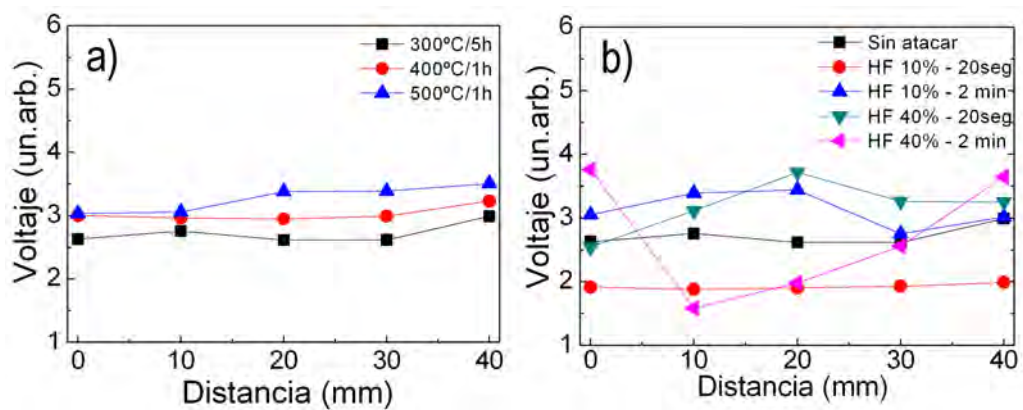 a)
300ºC/5h
400ºC/1h
500ºC/1h
Voltaje (un.arb.)
6
5
4
3
2
1
0 10 20 30 40
Distancia (mm)
b)
Sin atacar
HF 10% - 20seg
HF 10% - 2 min
HF 40% - 20seg
HF 40% - 2 min
Voltaje (un.arb.)
6
5
4
3
2
1
0 10 20 30 40
Distancia (mm)